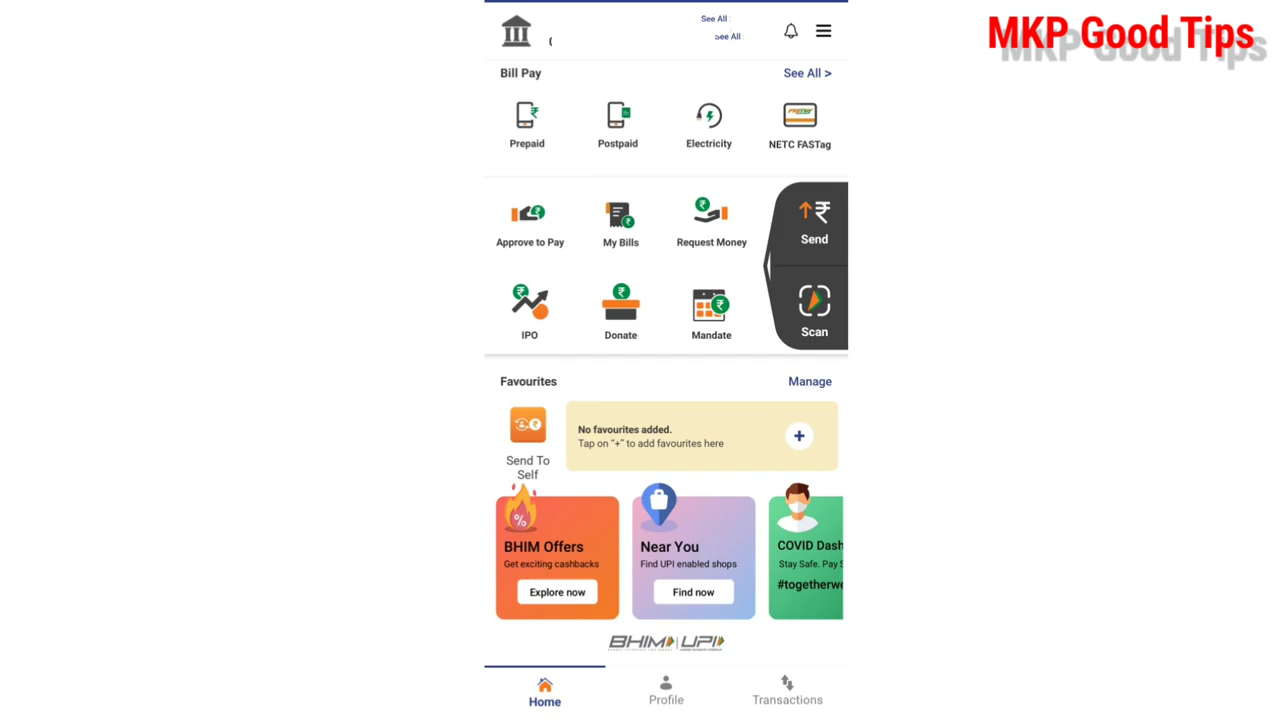 MKP Good Tips
See All :
See All :
Bill Pay
See All >
Prepaid
Postpaid
Electricity
NETC FASTag
Approve to Pay
My Bills
Request Money
Send
IPO
Donate
Mandate
Scan
Favourites
Manage
Send To
Self
No favourites added.
Tap on "+" to add favourites here
BHIM Offers
Get exciting cashbacks
Explore now
Near You
Find UPI enabled shops
Find now
COVID Dash
Stay Safe. Pay S
#togetherwe
BHIM UPI
Home
Profile
Transactions